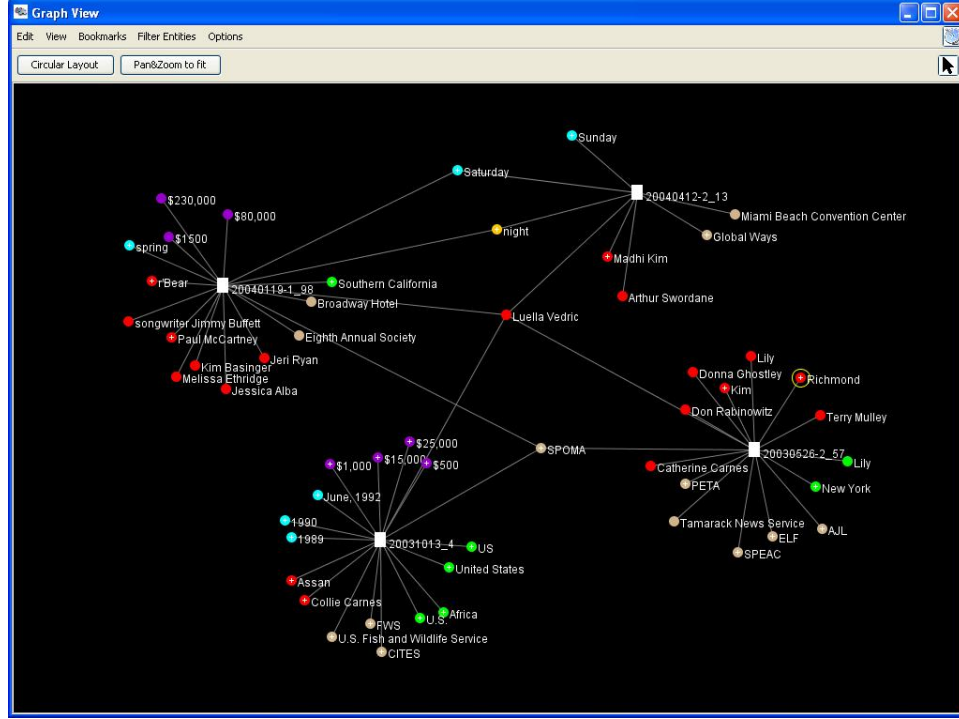 Graph View
Edit View Bookmarks Filter Entities Options
Circular Layout Pan&Zoom to fit
Sunday
Saturday
20040412-2_13
$230,000
$80,000
Miami Beach Convention Center
night
Global Ways
$1500
spring
Madhi Kim
r'Bear
20040119-1_98
Southern California
Arthur Swordane
Broadway Hotel
Luella Vedric
songwriter Jimmy Buffett
Paul McCartney
Eighth Annual Society
Jeri Ryan
Lily
Kim Basinger
Donna Ghostley
Richmond
Melissa Ethridge
Kim
Jessica Alba
Don Rabinowitz
Terry Mulley
$25,000
SPOMA
20030526-2_57
$15,000
$1,000
$500
Catherine Carnes
Lily
PETA
New York
June, 1992
1990
Tamarack News Service
AJL
1989
20031013_4
ELF
US
SPEAC
United States
Assan
Collie Carnes
Africa
U.S.
FWS
U.S. Fish and Wildlife Service
CITES